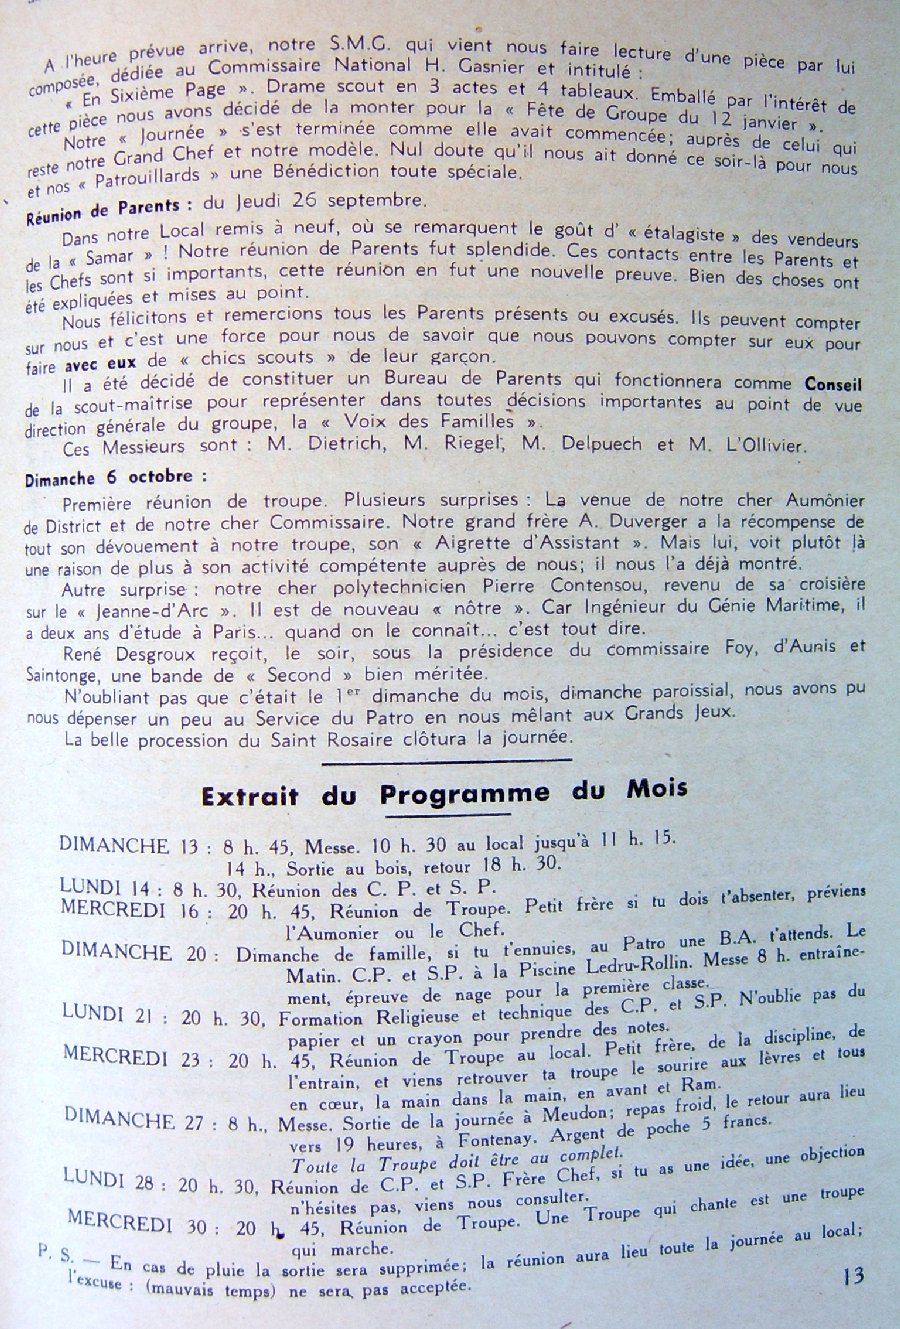 A l'heure prévue arrive, notre S.M.G. qui vient nous faire lecture d'une pièce par lui
composée, dédiée au Commissaire National H. Gasnier et intitulé :
« En Sixième Page ». Drame scout en 3 actes et 4 tableaux. Emballé par l'intérêt de
cette pièce nous avons décidé de la monter pour la « Fête de Groupe du 12 janvier ».
Notre « Journée » s'est terminée comme elle avait commencée; auprès de celui qui
reste notre Grand Chef et notre modèle. Nul doute qu'il nous ait donné ce soir-là pour nous
et nos « Patrouillards » une Bénédiction toute spéciale.
Réunion de Parents : du Jeudi 26 septembre.
Dans notre Local remis à neuf, où se remarquent le goût d' « étalagiste » des vendeurs
de la « Samar » ! Notre réunion de Parents fut splendide. Ces contacts entre les Parents et
les Chefs sont si importants, cette réunion en fut une nouvelle preuve. Bien des choses ont
été expliquées et mises au point.
Nous félicitons et remercions tous les Parents présents ou excusés. Ils peuvent compter
sur nous et c'est une force pour nous de savoir que nous pouvons compter sur eux pour
faire avec eux de « chics scouts » de leur garçon.
Il a été décidé de constituer un Bureau de Parents qui fonctionnera comme Conseil
de la scout-maîtrise pour représenter dans toutes décisions importantes au point de vue
direction générale du groupe, la « Voix des Familles ».
Ces Messieurs sont : M. Dietrich, M. Riegel, M. Delpuech et M. L'Ollivier.
Dimanche 6 octobre :
Première réunion de troupe. Plusieurs surprises : La venue de notre cher Aumônier
de District et de notre cher Commissaire. Notre grand frère A. Duverger a la récompense de
tout son dévouement à notre troupe, son « Aigrette d'Assistant ». Mais lui, voit plutôt là
une raison de plus à son activité compétente auprès de nous; il nous l'a déjà montré.
Autre surprise : notre cher polytechnicien Pierre Contensou, revenu de sa croisière
sur le « Jeanne-d'Arc ». Il est de nouveau « nôtre ». Car Ingénieur du Génie Maritime, il
a deux ans d'étude à Paris... quand on le connaît... c'est tout dire.
René Desgroux reçoit, le soir, sous la présidence du commissaire Foy, d'Aunis et
Saintonge, une bande de « Second » bien méritée.
N'oubliant pas que c'était le 1er dimanche du mois, dimanche paroissial, nous avons pu
nous dépenser un peu au Service du Patro en nous mêlant aux Grands Jeux.
La belle procession du Saint Rosaire clôtura la journée.
Extrait du Programme du Mois
DIMANCHE 13 : 8 h. 45, Messe. 10 h. 30 au local jusqu'à 11 h. 15.
14 h., Sortie au bois, retour 18 h. 30.
LUNDI 14 : 8 h. 30, Réunion des C. P. et S. P.
MERCREDI 16 : 20 h. 45, Réunion de Troupe. Petit frère si tu dois t'absenter, préviens
l'Aumonier ou le Chef.
DIMANCHE 20 : Dimanche de famille, si tu t'ennuies, au Patro une B.A. t'attends. Le
Matin. C.P. et S.P. à la Piscine Ledru-Rollin. Messe 8 h. entraîne-
ment, épreuve de nage pour la première classe.
LUNDI 21 : 20 h. 30, Formation Religieuse et technique des C.P. et S.P. N'oublie pas du
papier et un crayon pour prendre des notes.
MERCREDI 23 : 20 h. 45, Réunion de Troupe au local. Petit frère, de la discipline, de
l'entrain, et viens retrouver ta troupe le sourire aux lèvres et tous
en cœur, la main dans la main, en avant et Ram.
DIMANCHE 27 : 8 h., Messe. Sortie de la journée à Meudon; repas froid, le retour aura lieu
vers 19 heures, à Fontenay. Argent de poche 5 francs.
Toute la Troupe doit être au complet.
LUNDI 28 : 20 h. 30, Réunion de C.P. et S.P. Frère Chef, si tu as une idée, une objection
n'hésites pas, viens nous consulter.
MERCREDI 30 : 20 h. 45, Réunion de Troupe. Une Troupe qui chante est une troupe
qui marche.
P. S. — En cas de pluie la sortie sera supprimée; la réunion aura lieu toute la journée au local;
l'excuse : (mauvais temps) ne sera pas acceptée.
13